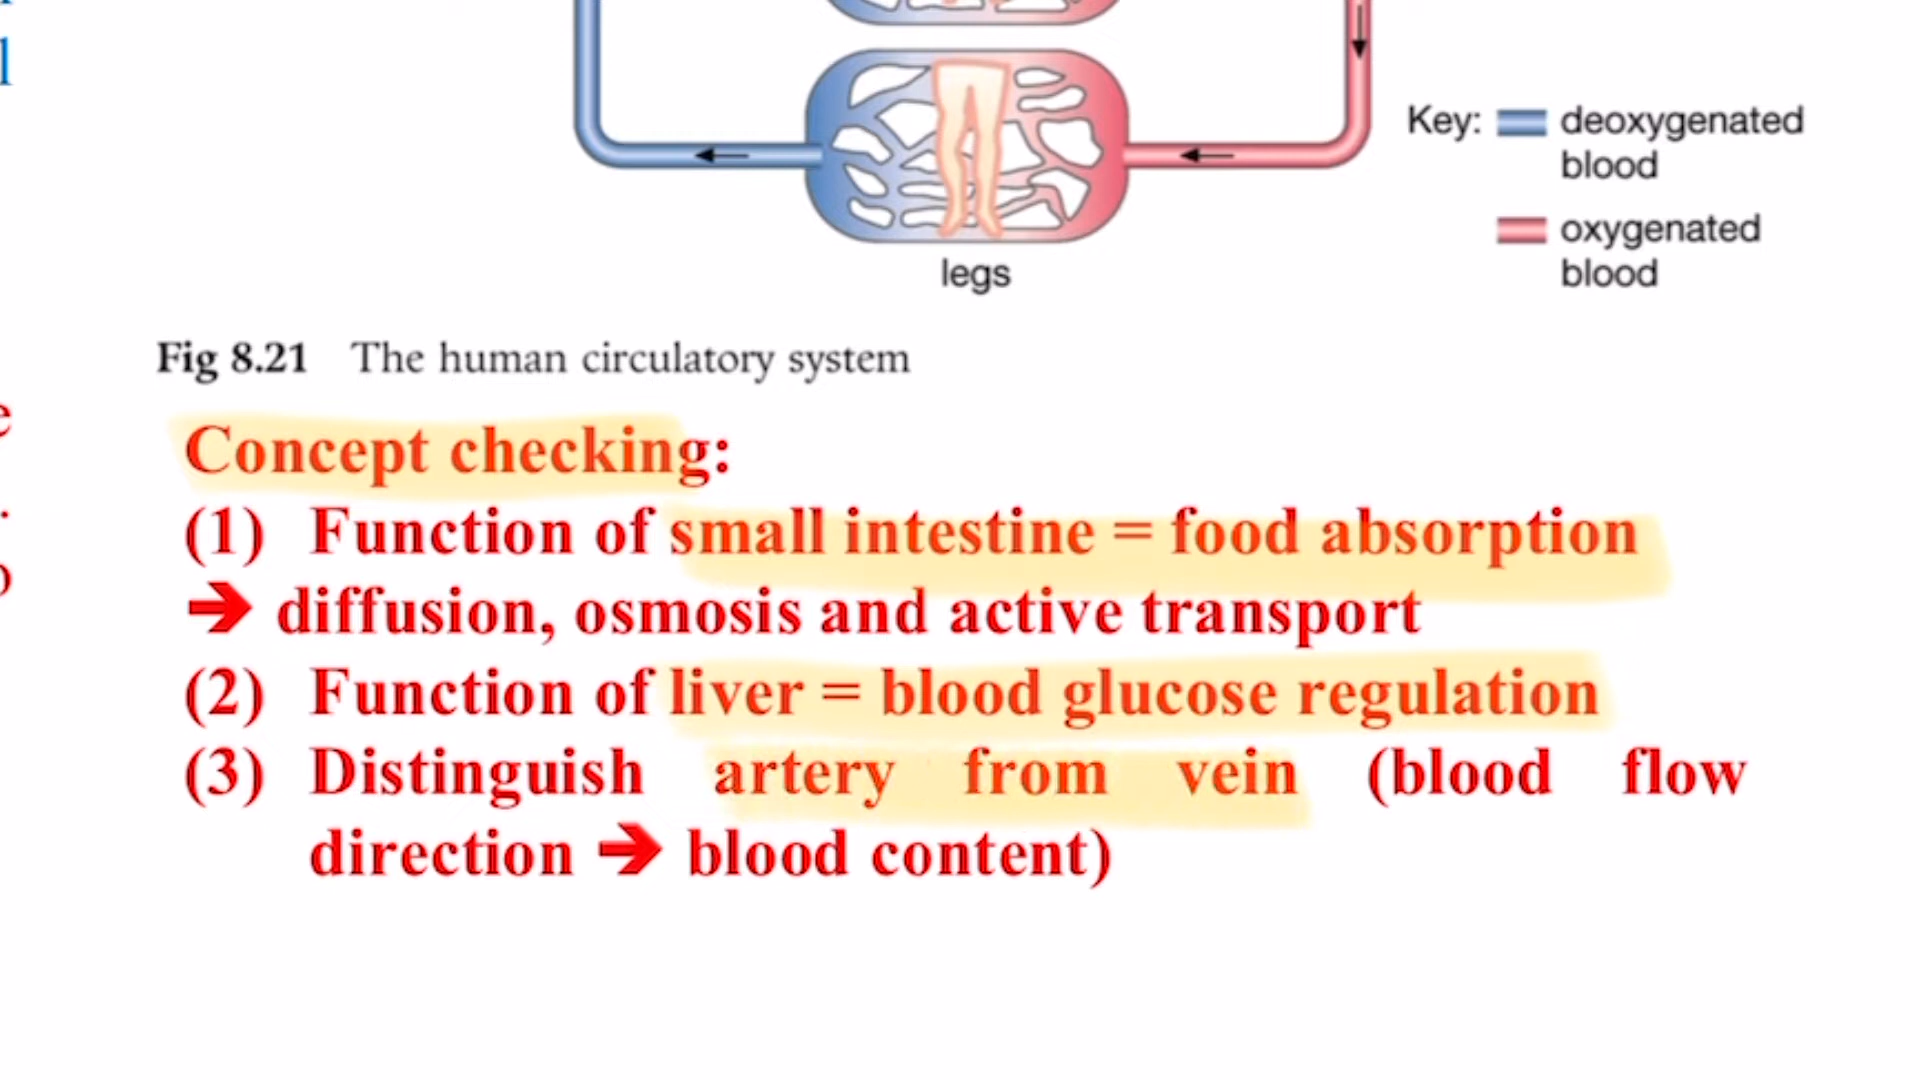 Key: deoxygenated
blood
oxygenated
blood
legs
Fig 8.21 The human circulatory system
Concept checking:
(1) Function of small intestine = food absorption
➔ diffusion, osmosis and active transport
(2) Function of liver = blood glucose regulation
(3) Distinguish artery from vein (blood flow
direction ➔ blood content)